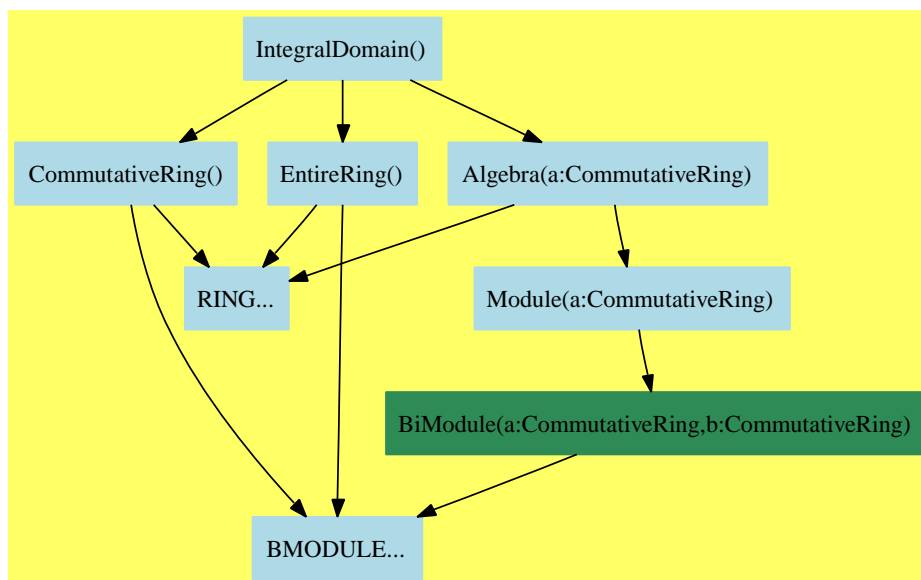 IntegralDomain()
CommutativeRing()
EntireRing()
Algebra(a:CommutativeRing)
RING...
Module(a:CommutativeRing)
BiModule(a:CommutativeRing,b:CommutativeRing)
BMODULE...